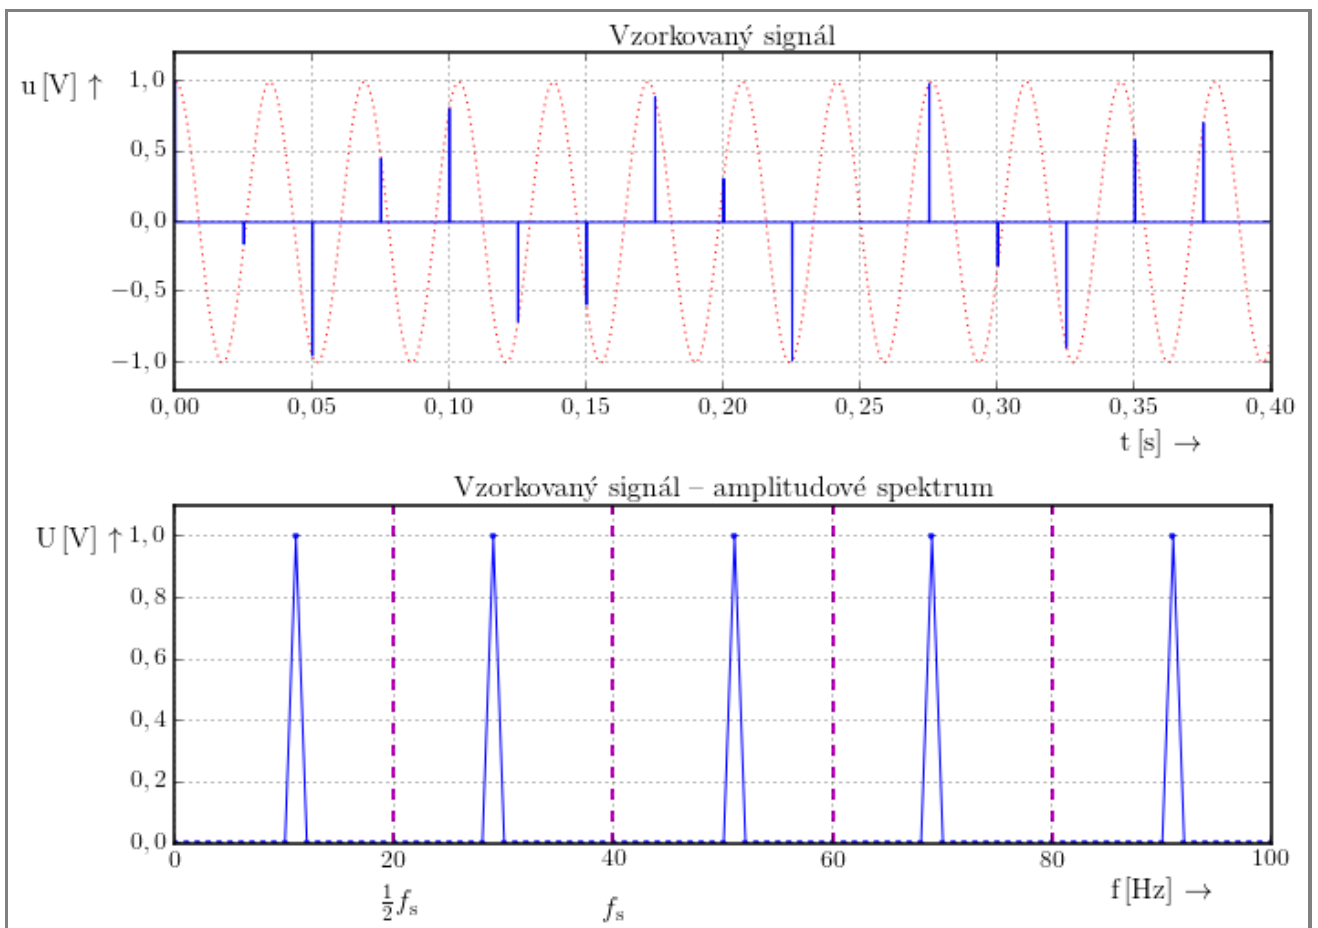 Vzorkovaný signál
u [V] ↑
1,0
0,5
0,0
−0,5
−1,0
0,00 0,05 0,10 0,15 0,20 0,25 0,30 0,35 0,40
t [s] →
Vzorkovaný signál – amplitudové spektrum
U [V] ↑ 1,0
0,8
0,6
0,4
0,2
0,0
0 20 40 60 80 100
½fₛ fₛ f [Hz] →